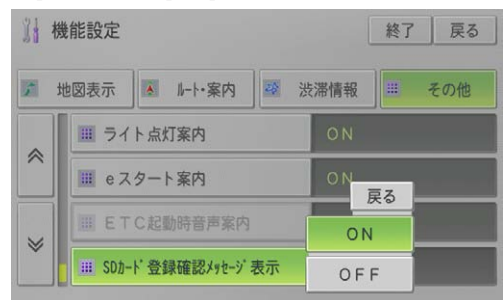 機能設定
終了
戻る
地図表示
ルート・案内
渋滞情報
その他
ライト点灯案内
ON
eスタート案内
ON
戻る
ETC起動時音声案内
ON
SDカード登録確認メッセージ表示
OFF